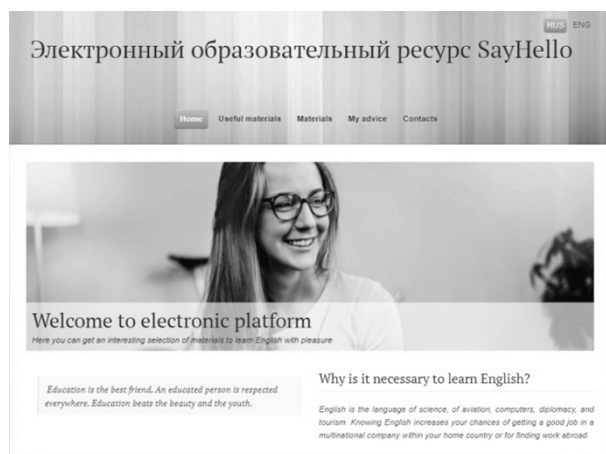 RUS ENG
Электронный образовательный ресурс SayHello
Home Useful materials Materials My advice Contacts
Welcome to electronic platform
Here you can get an interesting selection of materials to learn English with pleasure
Education is the best friend. An educated person is respected
everywhere. Education beats the beauty and the youth.
Why is it necessary to learn English?
English is the language of science, of aviation, computers, diplomacy, and
tourism. Knowing English increases your chances of getting a good job in a
multinational company within your home country or for finding work abroad.